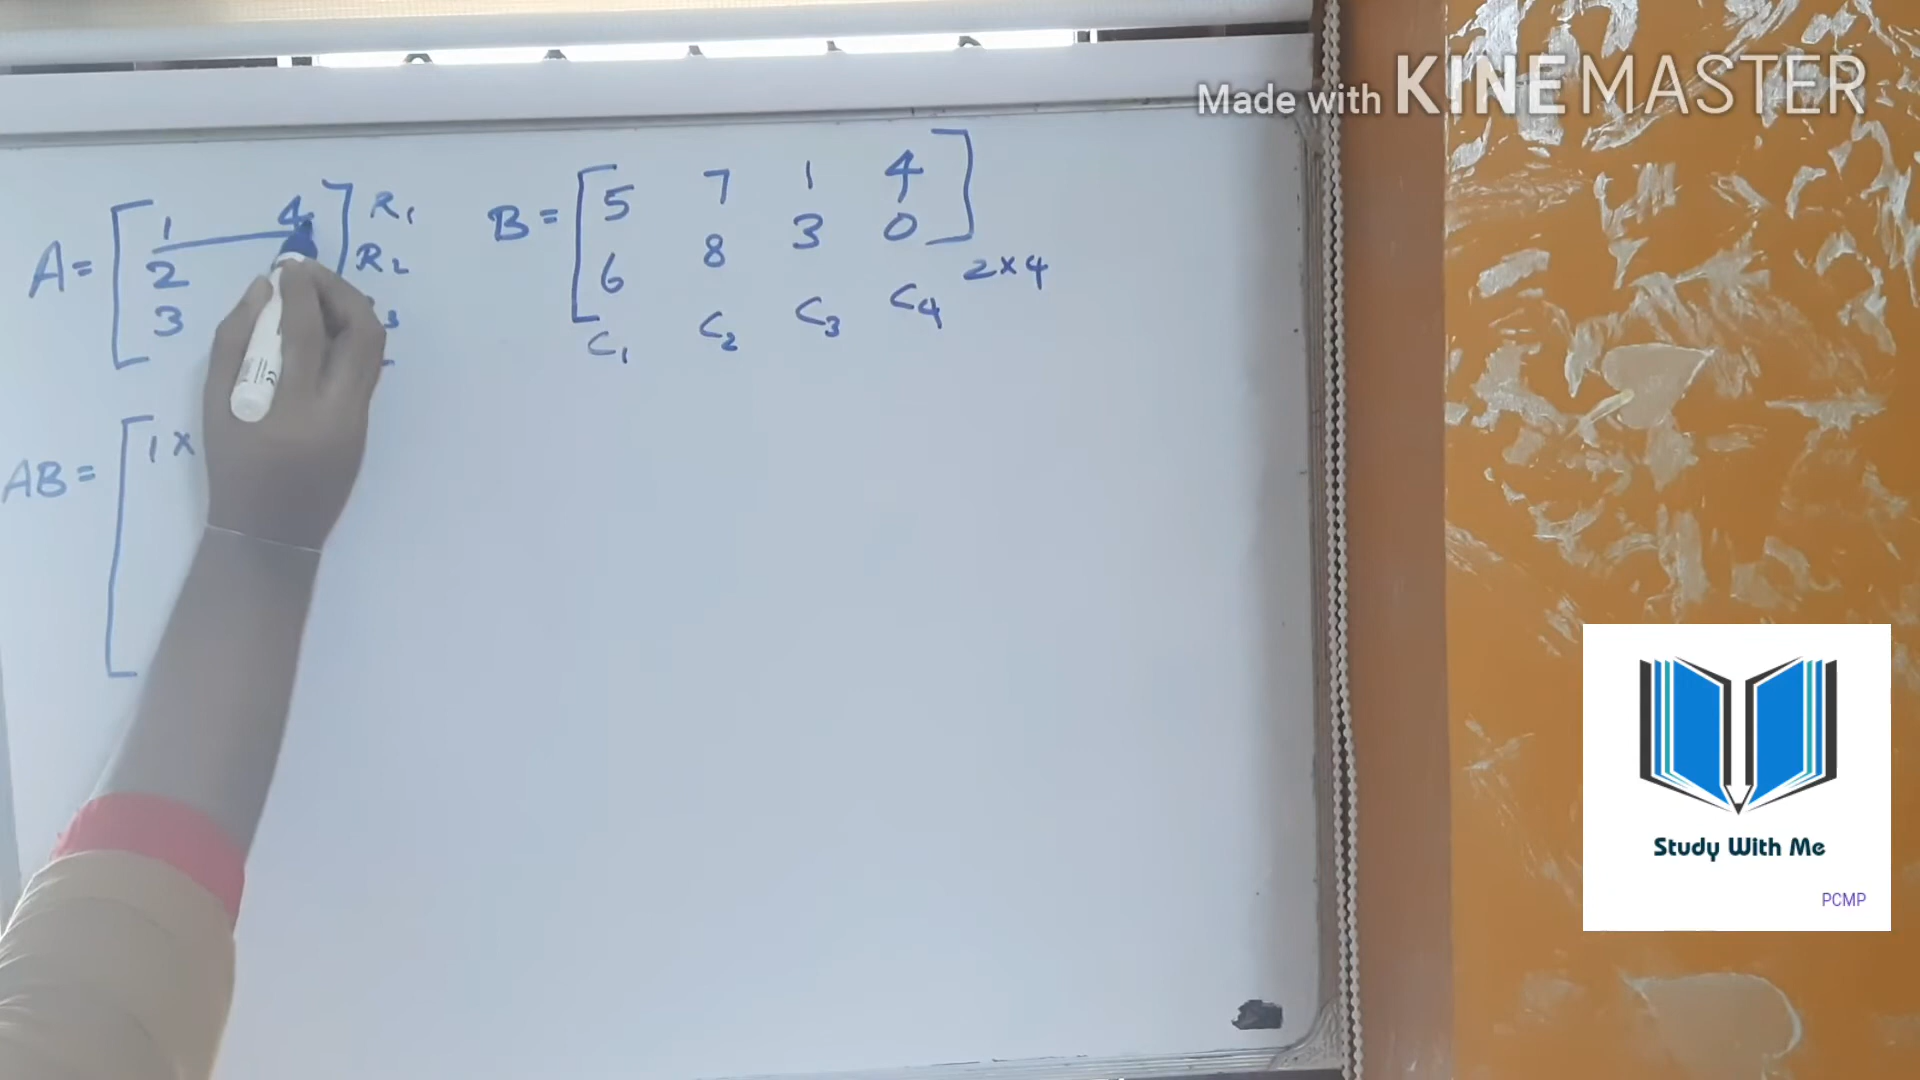 Made with KINEMASTER
A = [ 1 4 ] R1
2 R2
3 3
B = [ 5 7 1 4 ]
6 8 3 0
2×4
C1 C2 C3 C4
AB = [ 1 ×
Study With Me
PCMP